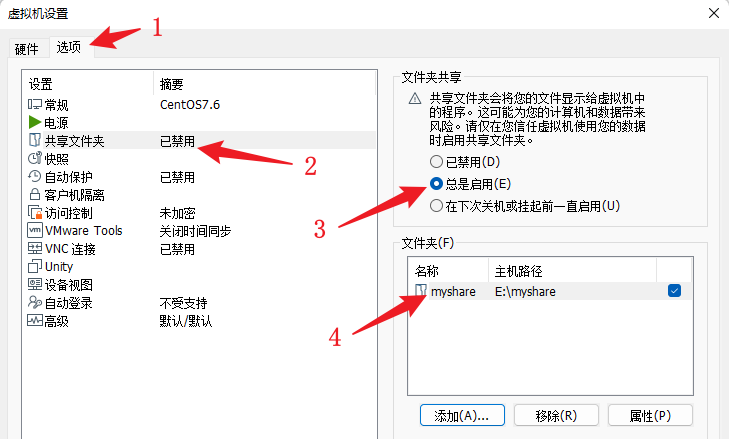 虚拟机设置
1
硬件 选项
设置 摘要
常规 CentOS7.6
电源
共享文件夹 已禁用
快照
自动保护 已禁用
客户机隔离
访问控制 未加密
vm VMware Tools 关闭时间同步
VNC 连接 已禁用
Unity
设备视图
自动登录 不受支持
高级 默认/默认
2
文件夹共享
共享文件夹会将您的文件显示给虚拟机中
的程序。这可能为您的计算机和数据带来
风险。请仅在您信任虚拟机使用您的数据
时启用共享文件夹。
已禁用(D)
总是启用(E)
在下次关机或挂起前一直启用(U)
3
文件夹(F)
名称 主机路径
myshare E:\myshare
4
添加(A)... 移除(R) 属性(P)